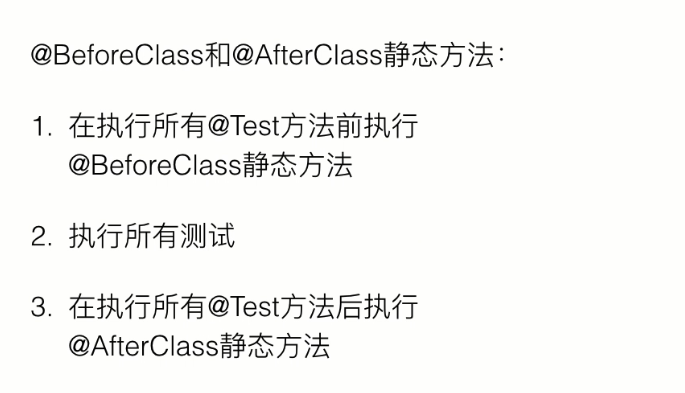 @BeforeClass和@AfterClass静态方法：
1. 在执行所有@Test方法前执行
@BeforeClass静态方法
2. 执行所有测试
3. 在执行所有@Test方法后执行
@AfterClass静态方法